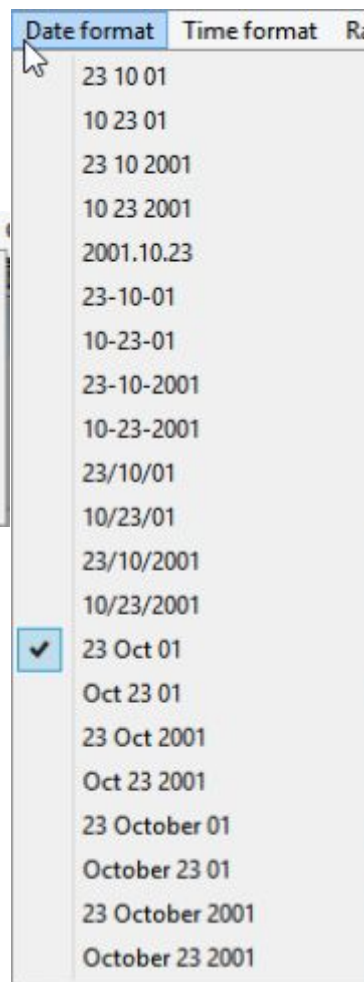 Date format Time format
23 10 01
10 23 01
23 10 2001
10 23 2001
2001.10.23
23-10-01
10-23-01
23-10-2001
10-23-2001
23/10/01
10/23/01
23/10/2001
10/23/2001
23 Oct 01
Oct 23 01
23 Oct 2001
Oct 23 2001
23 October 01
October 23 01
23 October 2001
October 23 2001